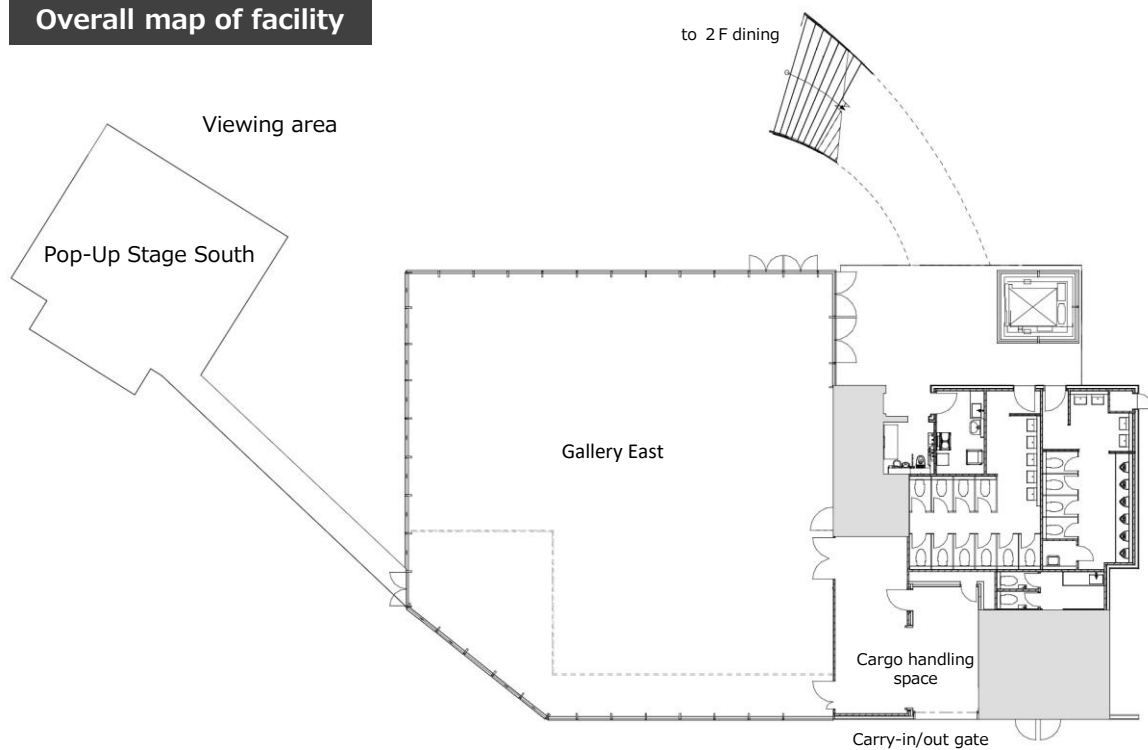 Overall map of facility
to 2F dining
Viewing area
Pop-Up Stage South
Gallery East
Cargo handling
space
Carry-in/out gate